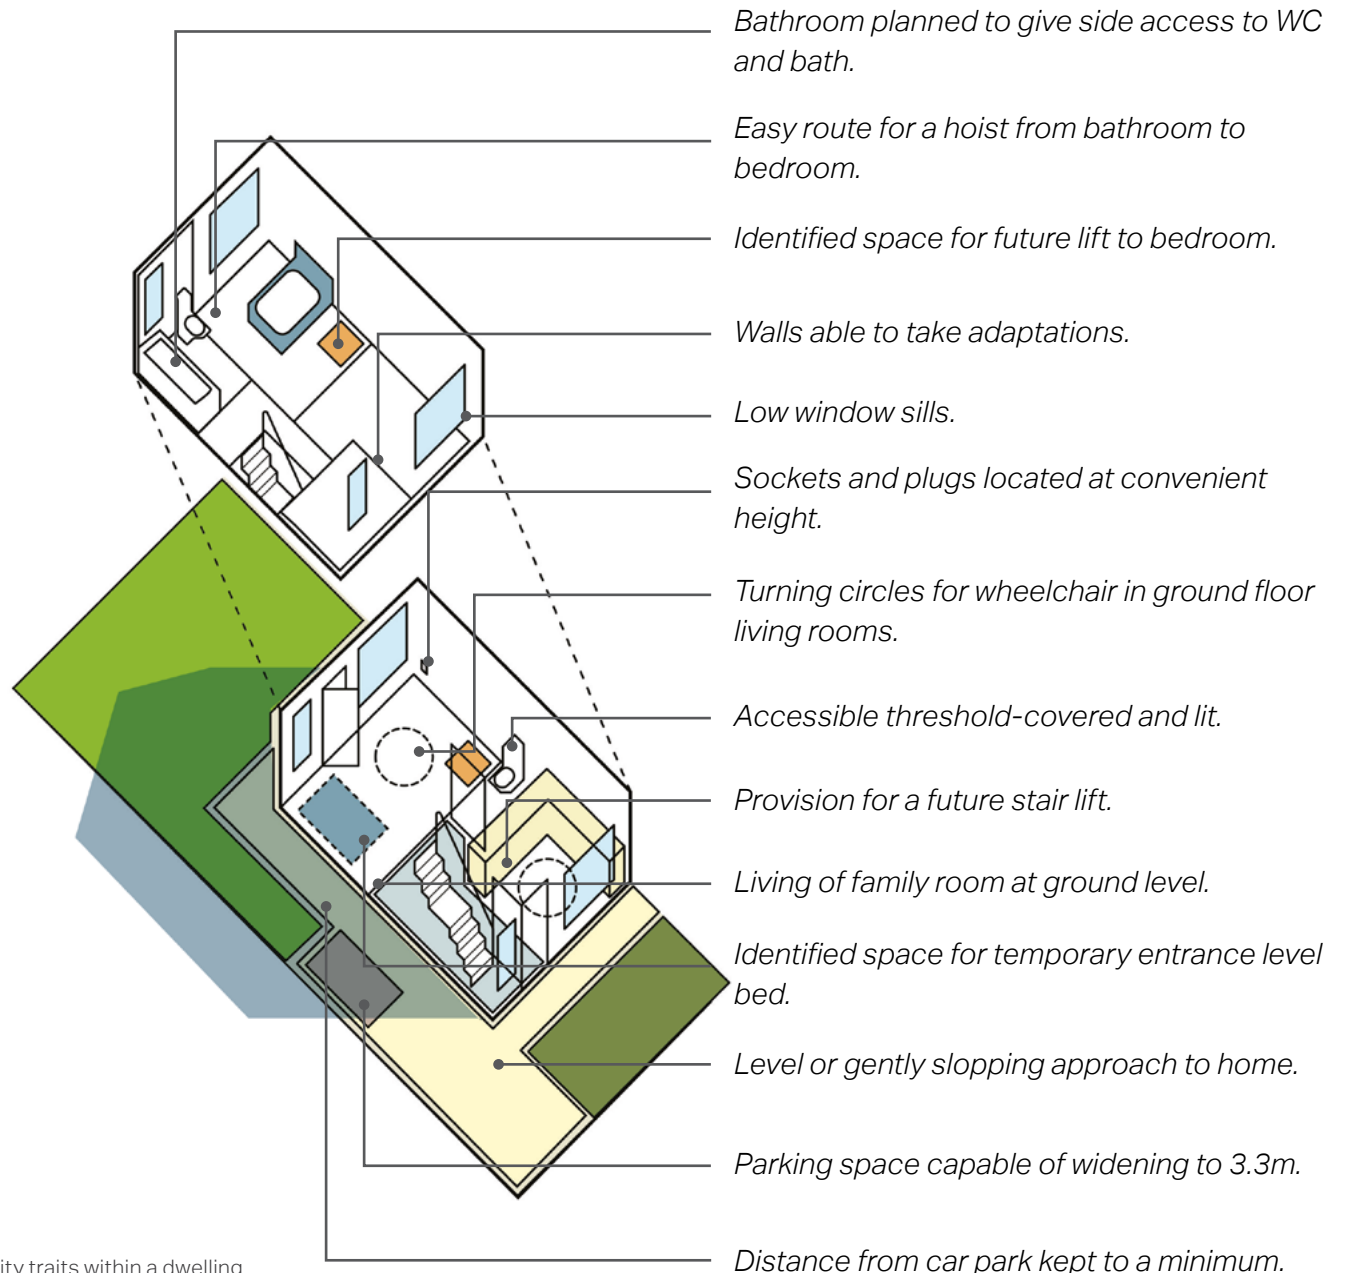 Bathroom planned to give side access to WC
and bath.
Easy route for a hoist from bathroom to
bedroom.
Identified space for future lift to bedroom.
Walls able to take adaptations.
Low window sills.
Sockets and plugs located at convenient
height.
Turning circles for wheelchair in ground floor
living rooms.
Accessible threshold-covered and lit.
Provision for a future stair lift.
Living of family room at ground level.
Identified space for temporary entrance level
bed.
Level or gently slopping approach to home.
Parking space capable of widening to 3.3m.
Distance from car park kept to a minimum.
traits within a dwelling